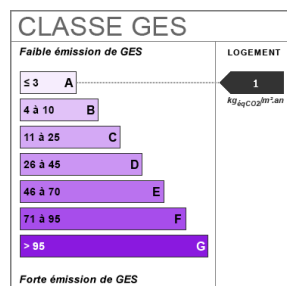 CLASSE GES
Faible émission de GES
LOGEMENT
≤ 3 A
1
kgéqCO2/m².an
4 à 10 B
11 à 25 C
26 à 45 D
46 à 70 E
71 à 95 F
> 95 G
Forte émission de GES